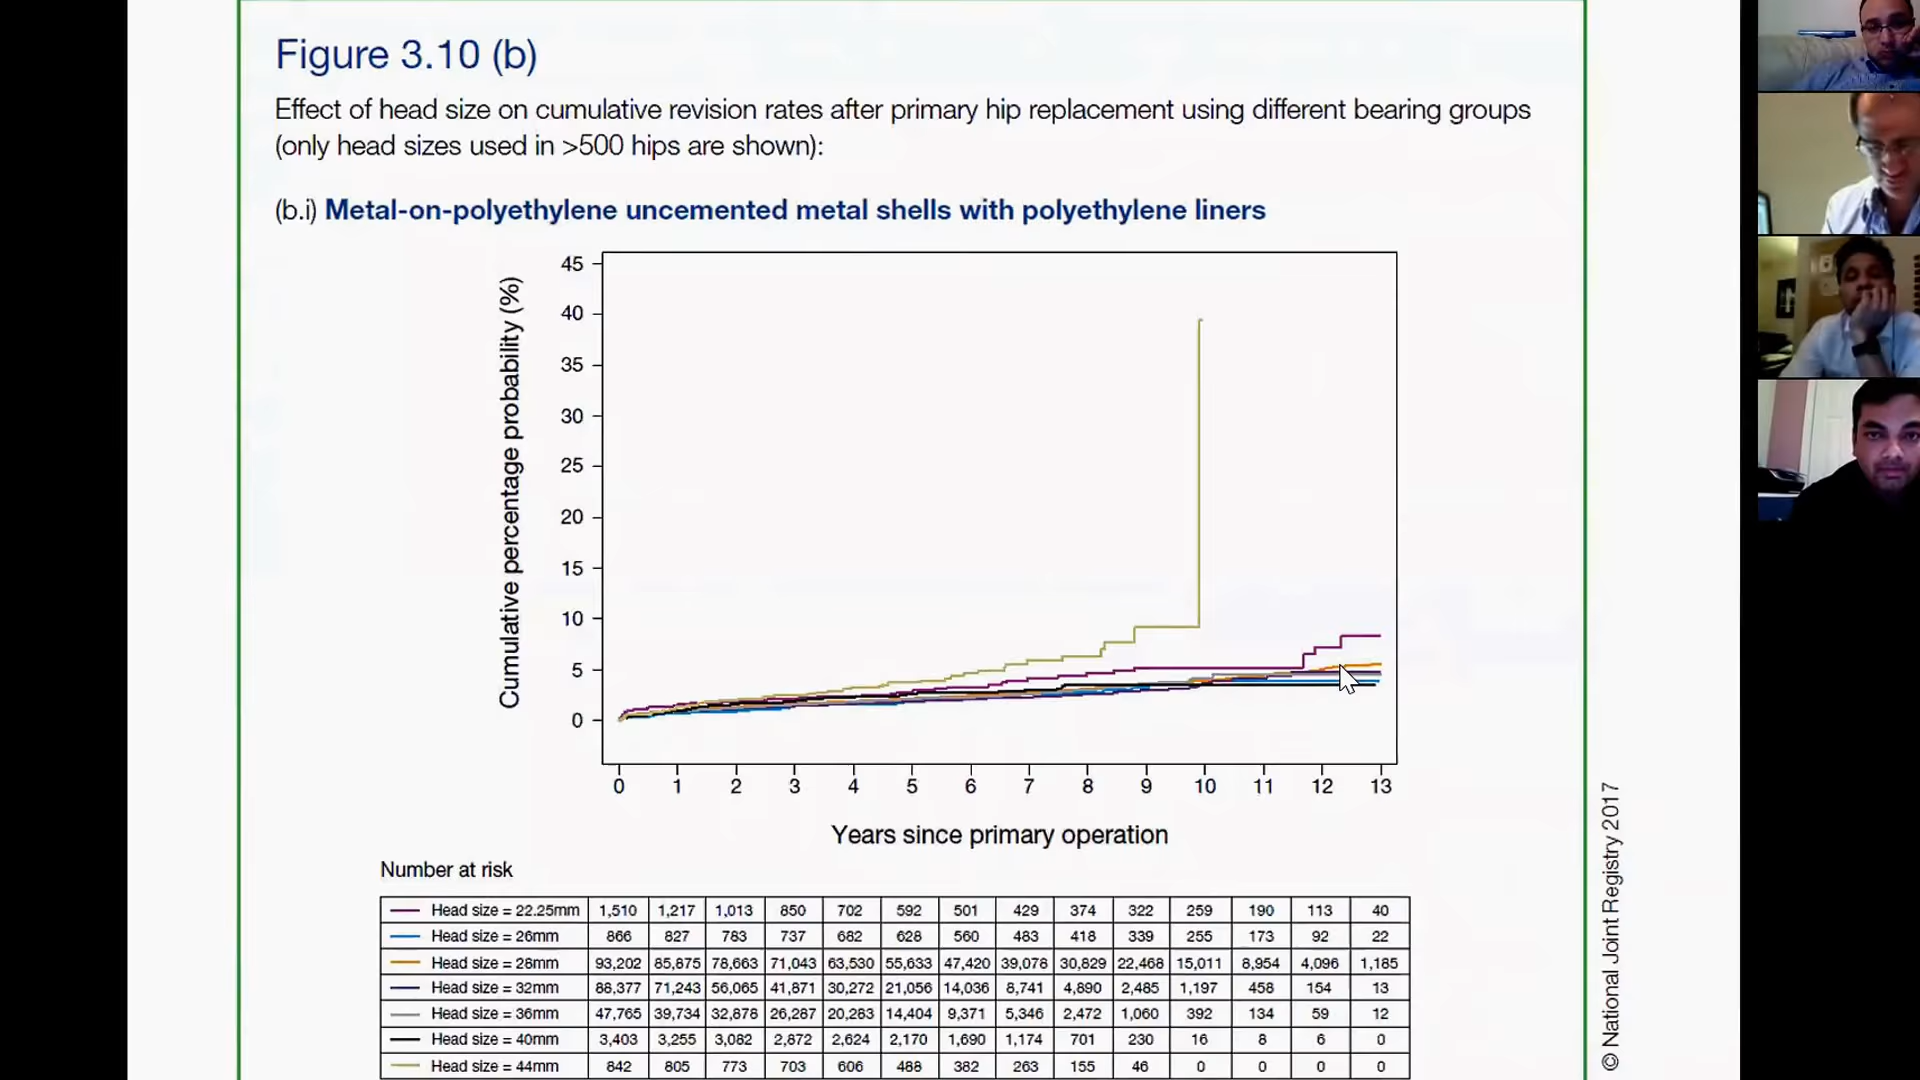 Figure 3.10 (b)
Effect of head size on cumulative revision rates after primary hip replacement using different bearing groups
(only head sizes used in >500 hips are shown):
(b.i) Metal-on-polyethylene uncemented metal shells with polyethylene liners
Cumulative percentage probability (%)
45
40
35
30
25
20
15
10
5
0
0 1 2 3 4 5 6 7 8 9 10 11 12 13
Years since primary operation
Number at risk
Head size = 22.25mm 1,510 1,217 1,013 850 702 592 501 429 374 322 259 190 113 40
Head size = 26mm 866 827 783 737 682 628 560 483 418 339 255 173 92 22
Head size = 28mm 93,202 85,875 78,663 71,043 63,530 55,633 47,420 39,078 30,829 22,468 15,011 8,954 4,096 1,185
Head size = 32mm 88,377 71,243 56,065 41,871 30,272 21,056 14,036 8,741 4,890 2,485 1,197 458 154 13
Head size = 36mm 47,765 39,734 32,878 26,287 20,283 14,404 9,371 5,346 2,472 1,060 392 134 59 12
Head size = 40mm 3,403 3,255 3,082 2,872 2,624 2,170 1,690 1,174 701 230 16 8 6 0
Head size = 44mm 842 805 773 703 606 488 382 263 155 46 0 0 0 0
© National Joint Registry 2017